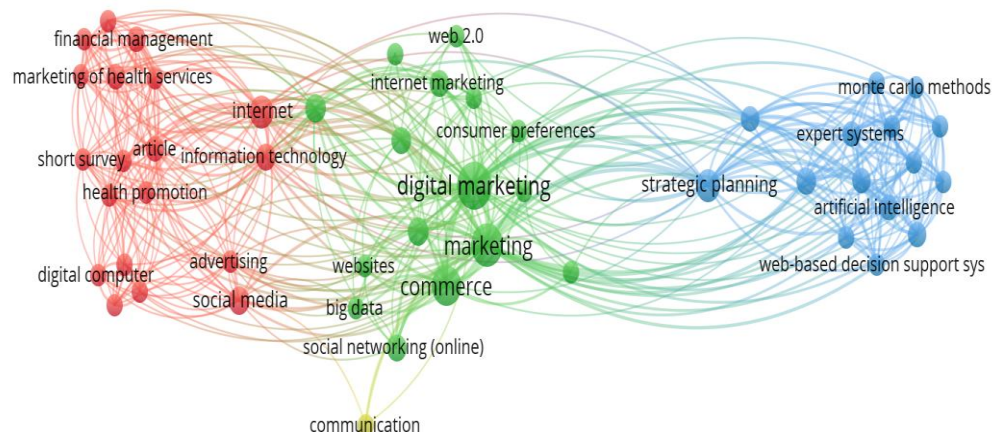 web 2.0
financial management
marketing of health services
internet marketing
monte carlo methods
internet
consumer preferences
expert systems
short survey
article
information technology
health promotion
digital marketing
strategic planning
artificial intelligence
marketing
digital computer
advertising
websites
web-based decision support sys
commerce
social media
big data
social networking (online)
communication